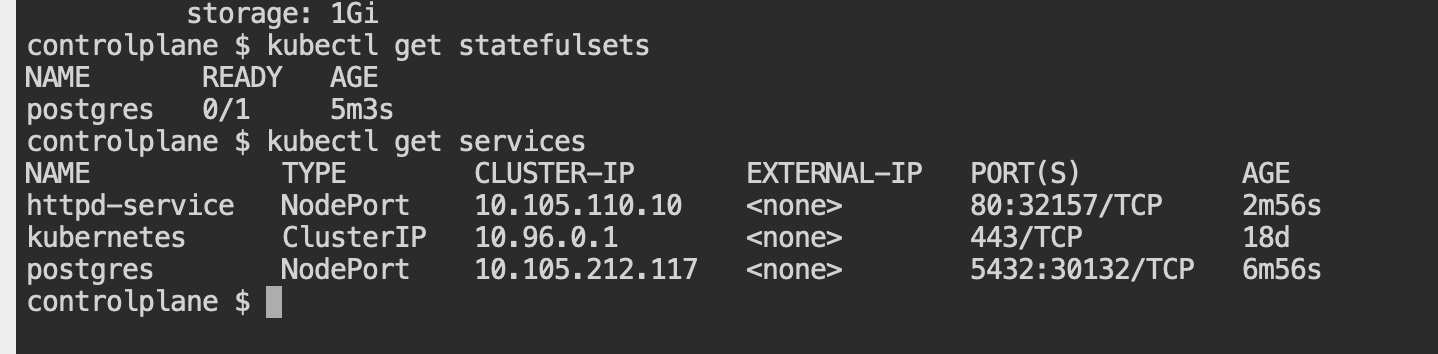 storage: 1Gi
controlplane $ kubectl get statefulsets
NAME READY AGE
postgres 0/1 5m3s
controlplane $ kubectl get services
NAME TYPE CLUSTER-IP EXTERNAL-IP PORT(S) AGE
httpd-service NodePort 10.105.110.10 <none> 80:32157/TCP 2m56s
kubernetes ClusterIP 10.96.0.1 <none> 443/TCP 18d
postgres NodePort 10.105.212.117 <none> 5432:30132/TCP 6m56s
controlplane $